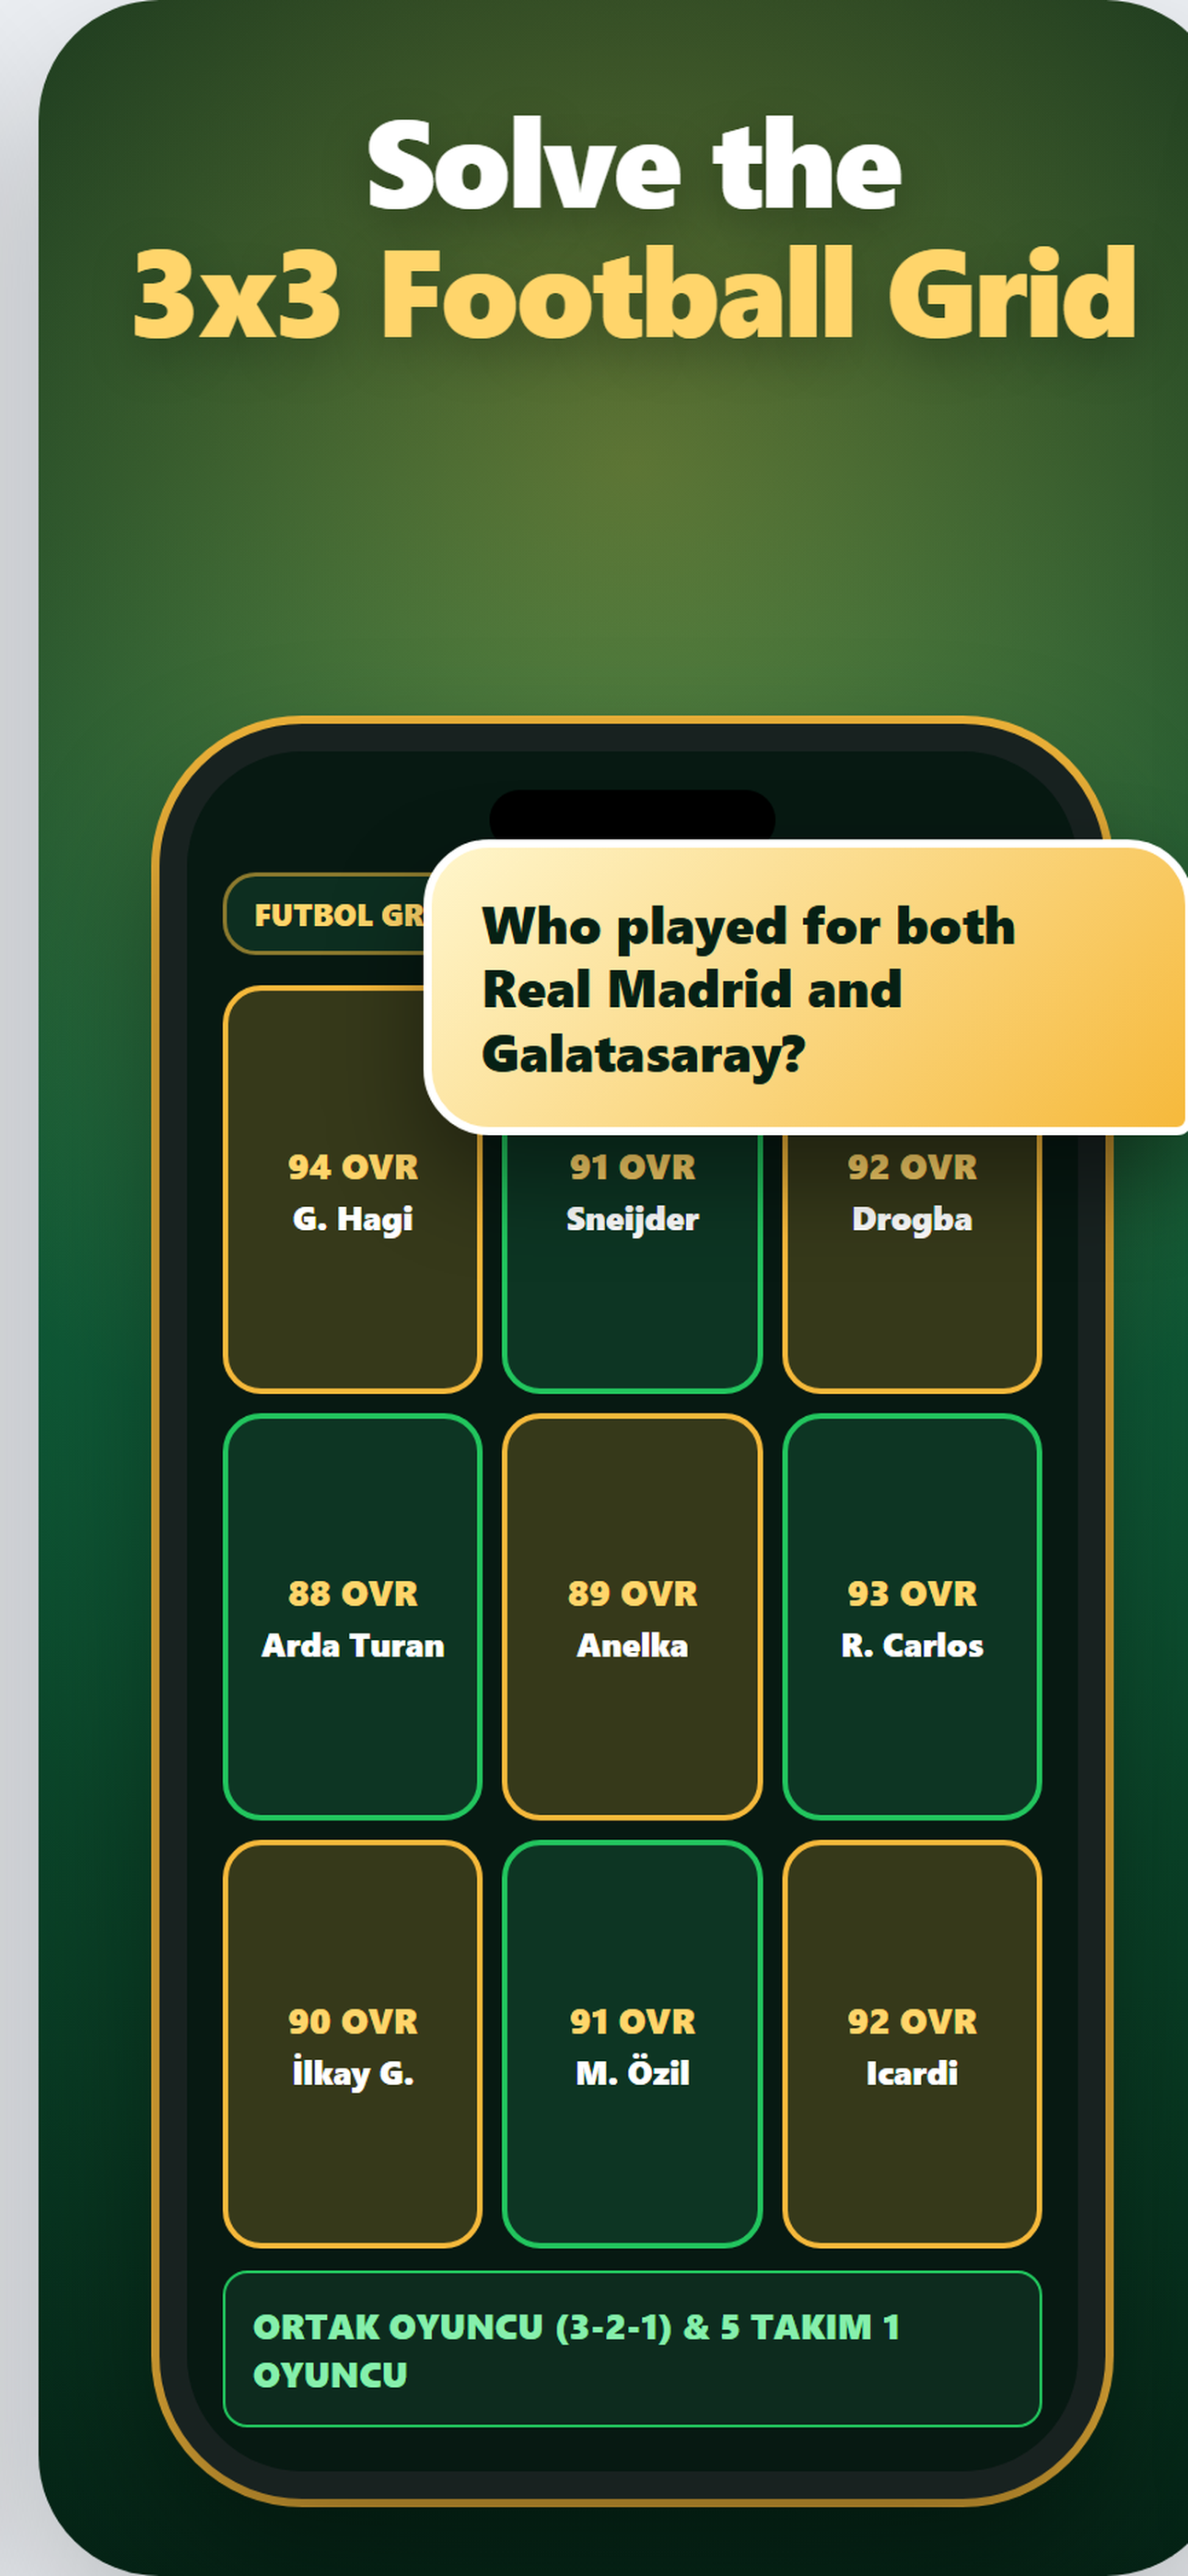 Solve the
3x3 Football Grid
FUTBOL GR
Who played for both
Real Madrid and
Galatasaray?
94 OVR
G. Hagi
91 OVR
Sneijder
92 OVR
Drogba
88 OVR
Arda Turan
89 OVR
Anelka
93 OVR
R. Carlos
90 OVR
İlkay G.
91 OVR
M. Özil
92 OVR
Icardi
ORTAK OYUNCU (3-2-1) & 5 TAKIM 1
OYUNCU